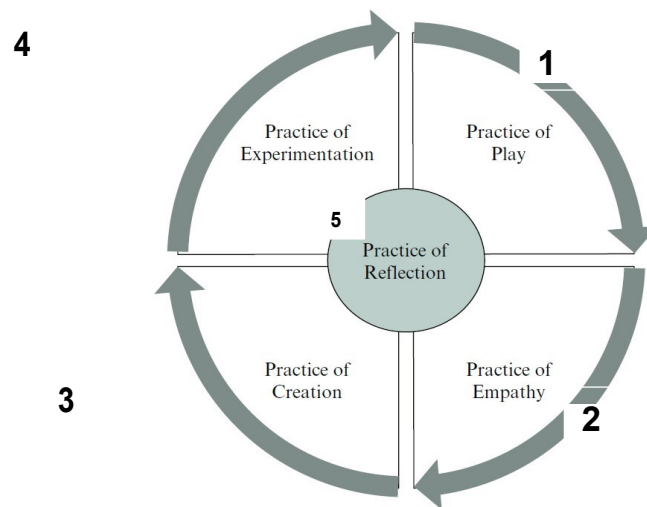 4
1
Practice of
Experimentation
Practice of
Play
5
Practice of
Reflection
Practice of
Creation
Practice of
Empathy
3
2